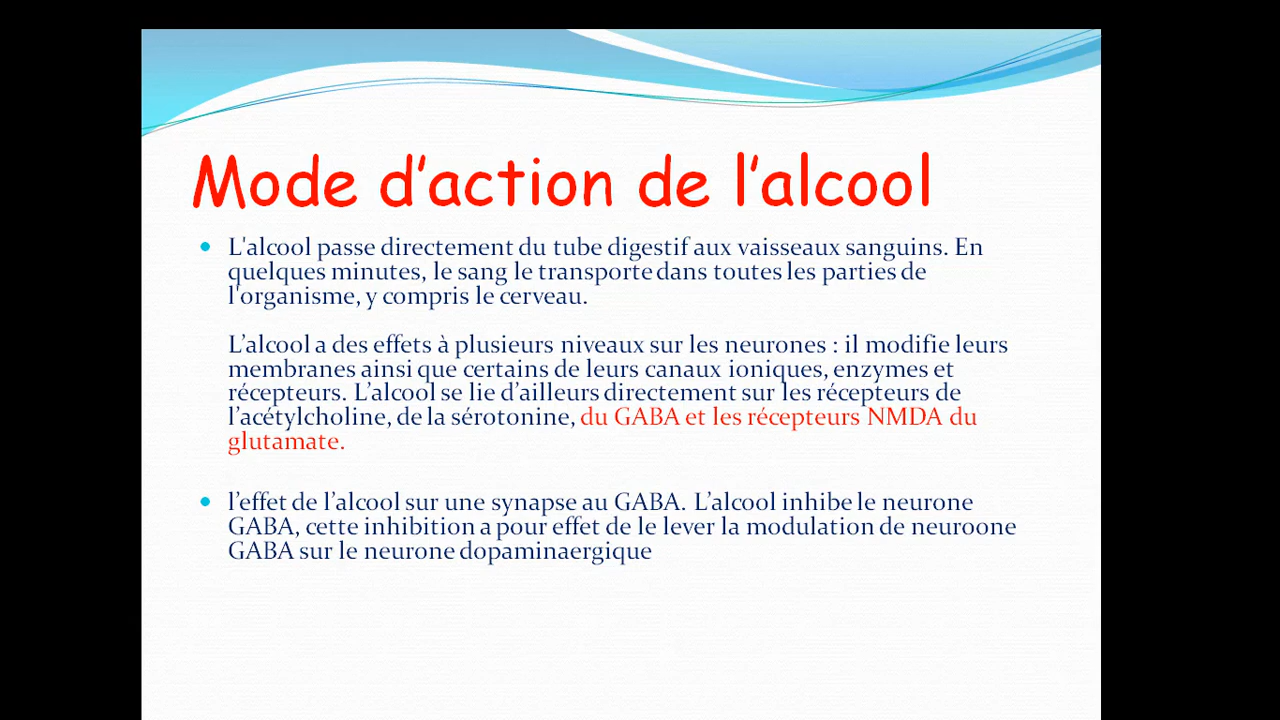 Mode d’action de l’alcool
L'alcool passe directement du tube digestif aux vaisseaux sanguins. En
quelques minutes, le sang le transporte dans toutes les parties de
l'organisme, y compris le cerveau.
L’alcool a des effets à plusieurs niveaux sur les neurones : il modifie leurs
membranes ainsi que certains de leurs canaux ioniques, enzymes et
récepteurs. L’alcool se lie d’ailleurs directement sur les récepteurs de
l’acétylcholine, de la sérotonine, du GABA et les récepteurs NMDA du
glutamate.
l’effet de l’alcool sur une synapse au GABA. L’alcool inhibe le neurone
GABA, cette inhibition a pour effet de le lever la modulation de neuroone
GABA sur le neurone dopaminaergique